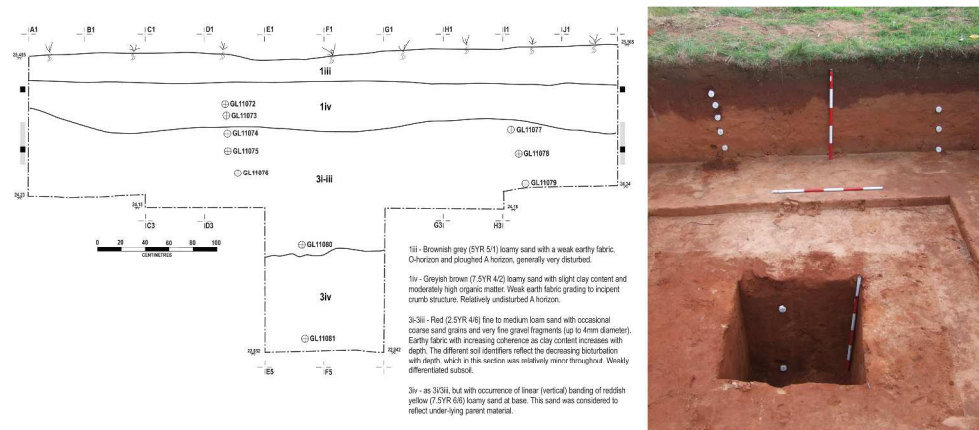 A1 B1 C1 D1 E1 F1 G1 H1 I1 J1
1iii
1iv
GL11072
GL11073
GL11074
GL11077
GL11075
GL11078
GL11076
3i-iii
GL11079
24.23
24.24
24.13
24.18
C3 D3 G3 H3
0 20 40 60 80 100
CENTIMETRES
GL11080
3iv
GL11081
E5 F5
1iii - Brownish grey (5YR 5/1) loamy sand with a weak earthy fabric.
O-horizon and ploughed A horizon, generally very disturbed.
1iv - Greyish brown (7.5YR 4/2) loamy sand with slight clay content and
moderately high organic matter. Weak earth fabric grading to incipent
crumb structure. Relatively undisturbed A horizon.
3i-3iii - Red (2.5YR 4/6) fine to medium loam sand with occasional
coarse sand grains and very fine gravel fragments (up to 4mm diameter).
Earthy fabric with increasing coherence as clay content increases with
depth. The different soil identifiers reflect the decreasing bioturbation
with depth, which in this section was relatively minor throughout. Weekly
differentiated subsoil.
3iv - as 3i/3iii, but with occurrence of linear (vertical) banding of reddish
yellow (7.5YR 6/6) loamy sand at base. This sand was considered to
reflect under-lying parent material.